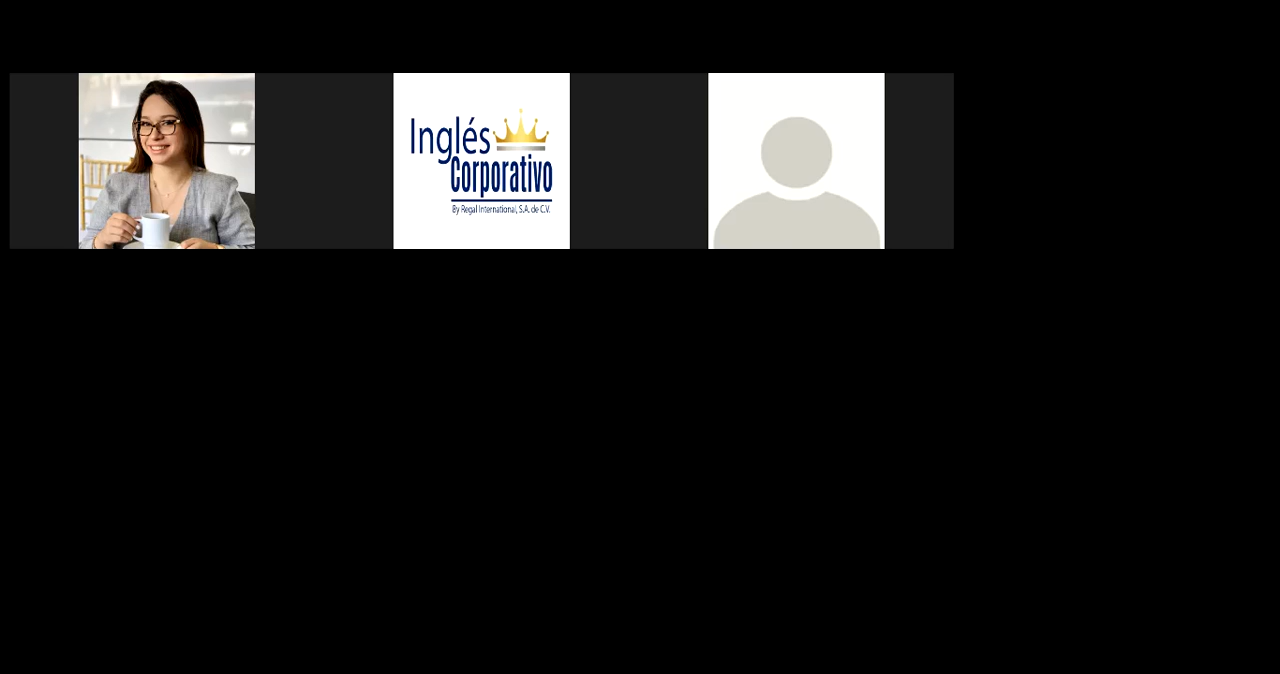 Inglés
Corporativo
By Regal International, S.A. de C.V.